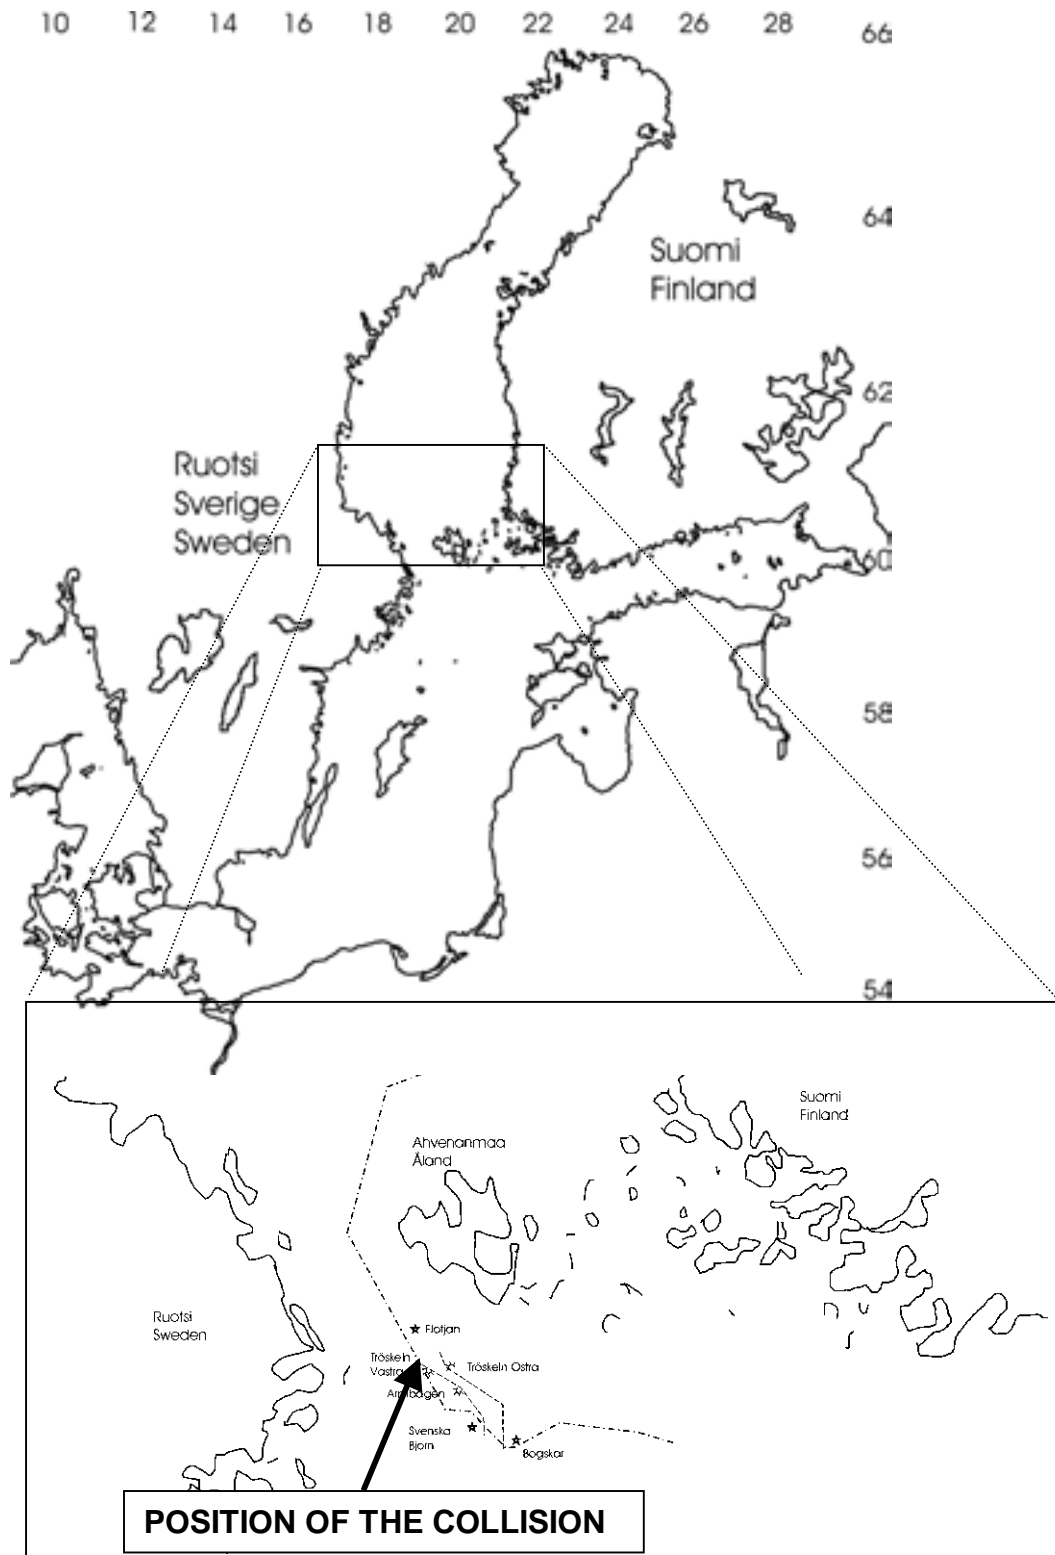 10 12 14 16 18 20 22 24 26 28
66
64
Suomi
Finland
62
Ruotsi
Sverige
Sweden
60
58
56
54
Suomi
Finland
Ahvenanmaa
Åland
Ruotsi
Sweden
Flotjan
Tröskeln
Vastra
Tröskeln Ostra
Svenska
Bjorn
Bogskar
POSITION OF THE COLLISION